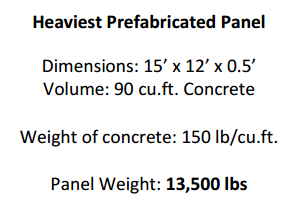 Heaviest Prefabricated Panel
Dimensions: 15’ x 12’ x 0.5’
Volume: 90 cu.ft. Concrete
Weight of concrete: 150 lb/cu.ft.
Panel Weight: 13,500 lbs